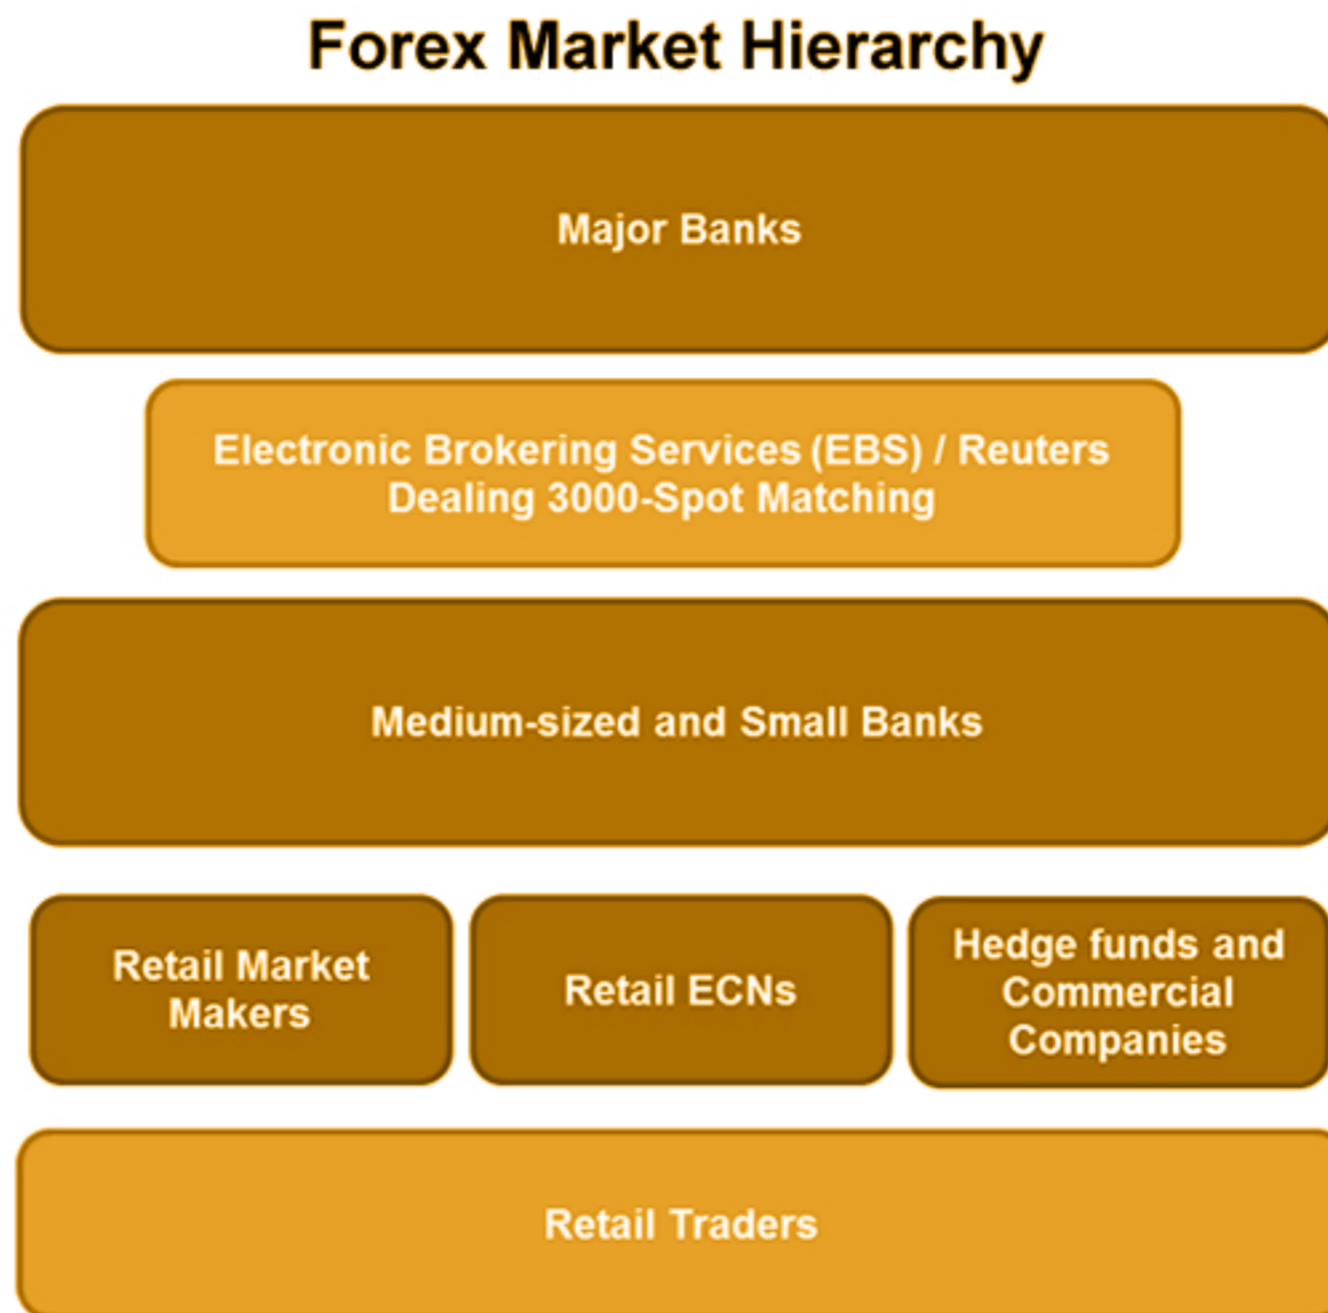 Forex Market Hierarchy
Major Banks
Electronic Brokering Services (EBS) / Reuters
Dealing 3000-Spot Matching
Medium-sized and Small Banks
Retail Market
Makers
Retail ECNs
Hedge funds and
Commercial
Companies
Retail Traders